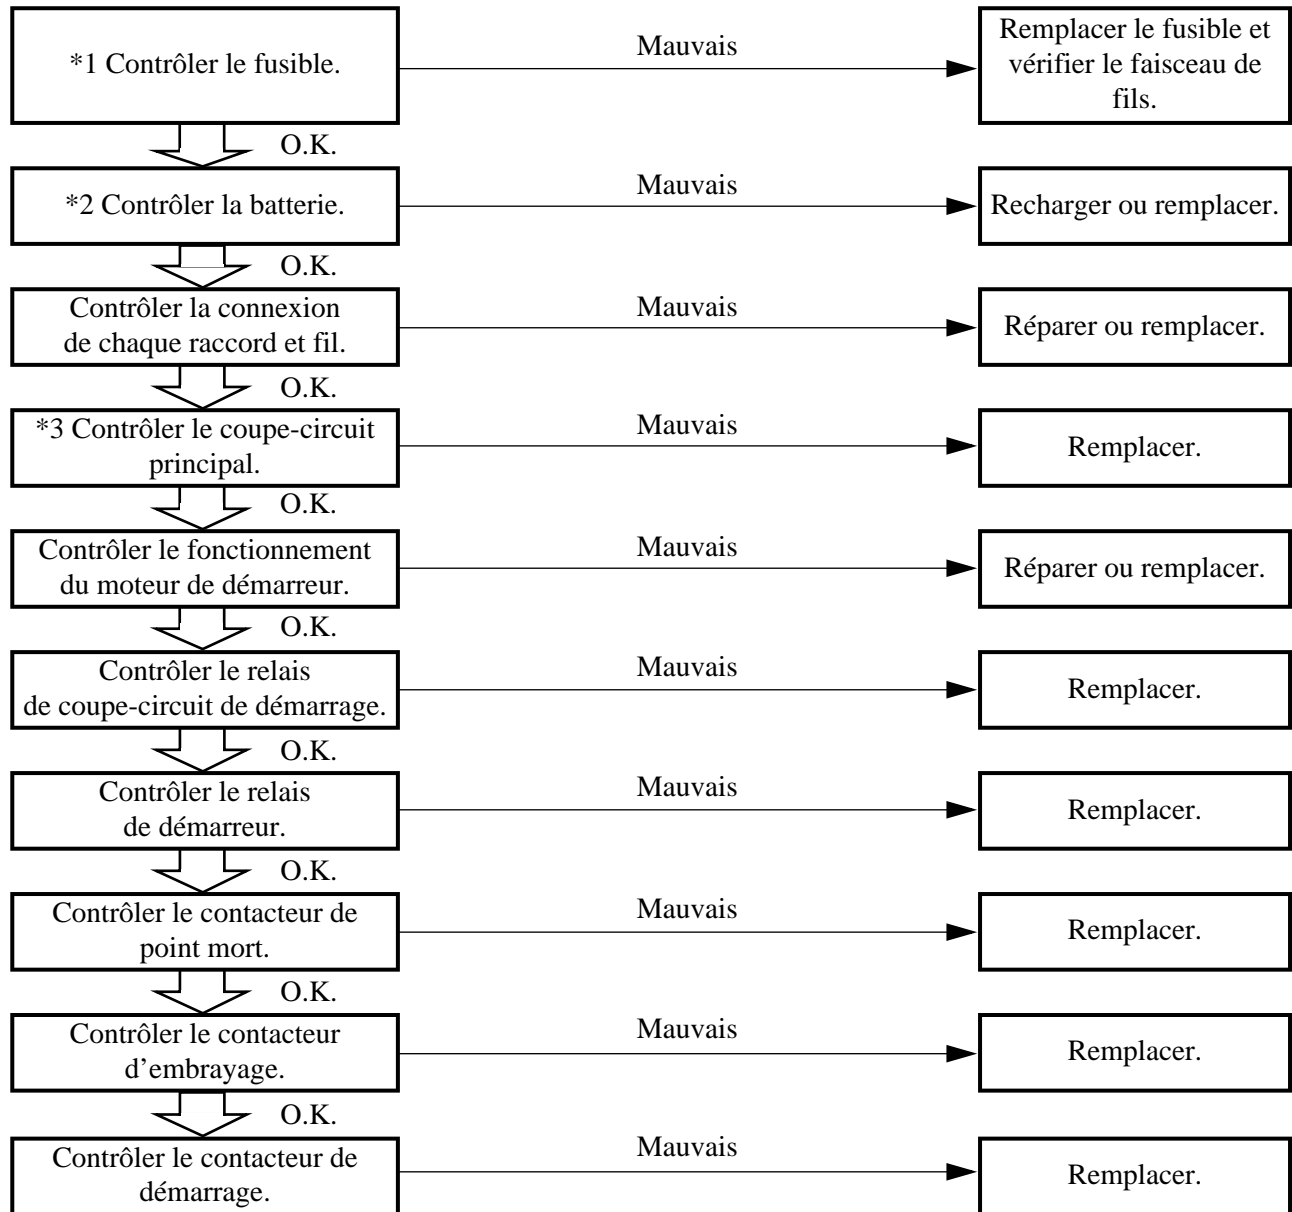 *1 Contrôler le fusible.
Mauvais
Remplacer le fusible et
vérifier le faisceau de
fils.
O.K.
*2 Contrôler la batterie.
Mauvais
Recharger ou remplacer.
O.K.
Contrôler la connexion
de chaque raccord et fil.
Mauvais
Réparer ou remplacer.
O.K.
*3 Contrôler le coupe-circuit
principal.
Mauvais
Remplacer.
O.K.
Contrôler le fonctionnement
du moteur de démarreur.
Mauvais
Réparer ou remplacer.
O.K.
Contrôler le relais
de coupe-circuit de démarrage.
Mauvais
Remplacer.
O.K.
Contrôler le relais
de démarreur.
Mauvais
Remplacer.
O.K.
Contrôler le contacteur de
point mort.
Mauvais
Remplacer.
O.K.
Contrôler le contacteur
d’embrayage.
Mauvais
Remplacer.
O.K.
Contrôler le contacteur de
démarrage.
Mauvais
Remplacer.